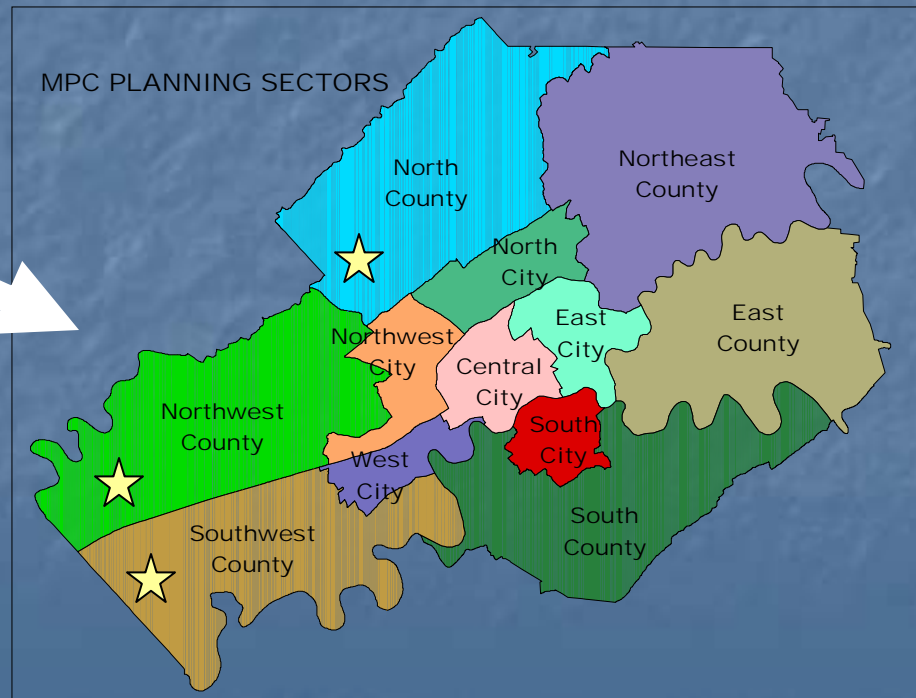 MPC PLANNING SECTORS
North
County
Northeast
County
North
City
East
City
East
County
Northwest
City
Central
City
Northwest
County
South
City
West
City
Southwest
County
South
County